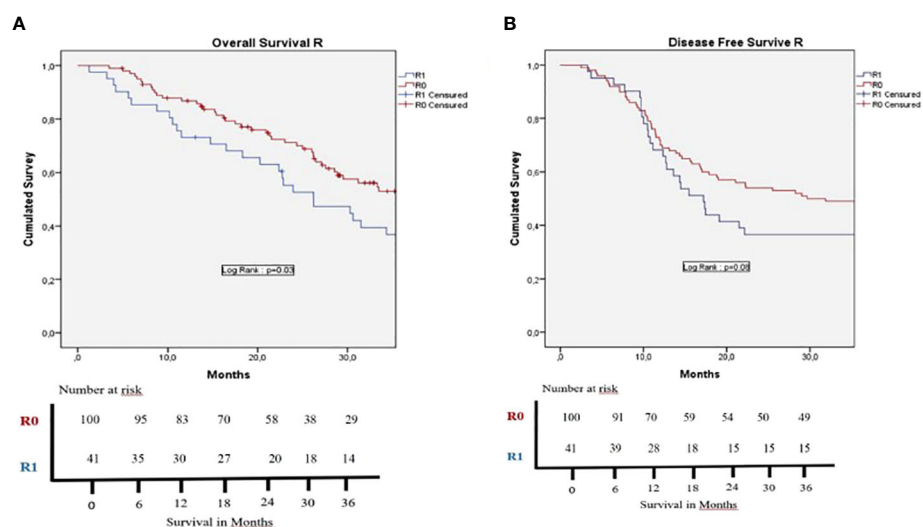 A
Overall Survival R
R1
R0
R1 Censured
R0 Censured
1,0
0,8
0,6
0,4
0,2
0,0
Cumulated Survey
Log Rank : p=0.03
,0
10,0
20,0
30,0
Months
Number at risk
R0 100 95 83 70 58 38 29
R1 41 35 30 27 20 18 14
0 6 12 18 24 30 36
Survival in Months
B
Disease Free Survive R
R1
R0
R1 Censured
R0 Censured
1,0
0,8
0,6
0,4
0,2
0,0
Cumulated Survey
Log Rank : p=0.08
,0
10,0
20,0
30,0
Months
Number at risk
R0 100 91 70 59 54 50 49
R1 41 39 28 18 15 15 15
0 6 12 18 24 30 36
Survival in Months